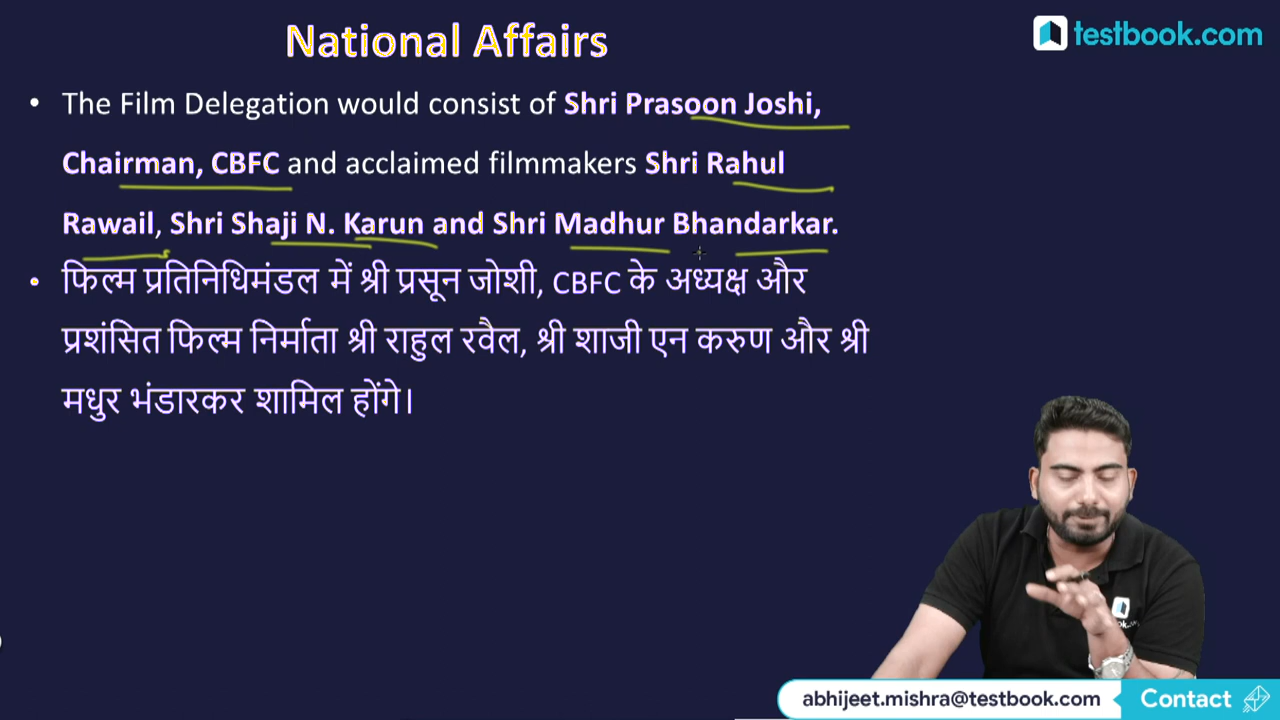 National Affairs
testbook.com
• The Film Delegation would consist of Shri Prasoon Joshi,
Chairman, CBFC and acclaimed filmmakers Shri Rahul
Rawail, Shri Shaji N. Karun and Shri Madhur Bhandarkar.
• फिल्म प्रतिनिधिमंडल में श्री प्रसून जोशी, CBFC के अध्यक्ष और
प्रशंसित फिल्म निर्माता श्री राहुल रवैल, श्री शाजी एन करुण और श्री
मधुर भंडारकर शामिल होंगे।
abhijeet.mishra@testbook.com
Contact